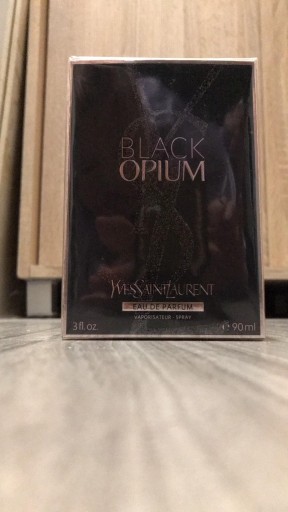 BLACK
OPIUM
YVESSAINTLAURENT
EAU DE PARFUM
VAPORISATEUR SPRAY
3 fl. oz. ℮ 90 ml